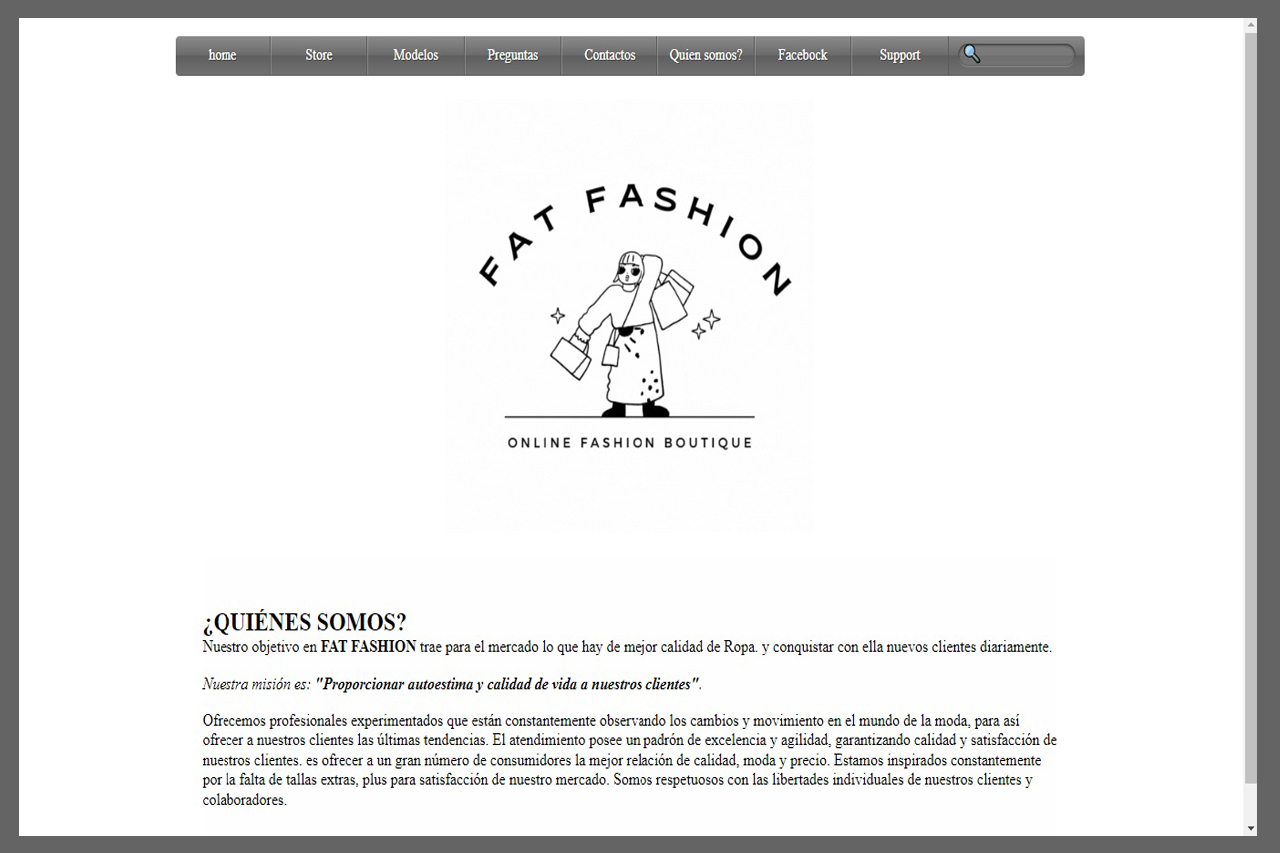 home Store Modelos Preguntas Contactos Quien somos? Facebock Support
FAT FASHION
ONLINE FASHION BOUTIQUE
¿QUIÉNES SOMOS?
Nuestro objetivo en FAT FASHION trae para el mercado lo que hay de mejor calidad de Ropa. y conquistar con ella nuevos clientes diariamente.
Nuestra misión es: "Proporcionar autoestima y calidad de vida a nuestros clientes".
Ofrecemos profesionales experimentados que están constantemente observando los cambios y movimiento en el mundo de la moda, para así
ofrecer a nuestros clientes las últimas tendencias. El atendimiento posee un padrón de excelencia y agilidad, garantizando calidad y satisfacción de
nuestros clientes. es ofrecer a un gran número de consumidores la mejor relación de calidad, moda y precio. Estamos inspirados constantemente
por la falta de tallas extras, plus para satisfacción de nuestro mercado. Somos respetuosos con las libertades individuales de nuestros clientes y
colaboradores.